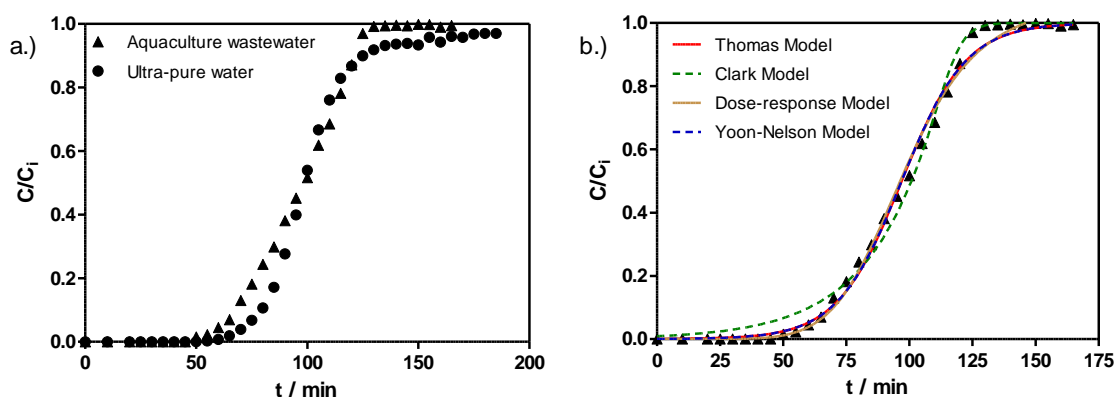 a.)
Aquaculture wastewater
Ultra-pure water
C/Ci
1.0
0.8
0.6
0.4
0.2
0.0
0 50 100 150 200
t / min
b.)
Thomas Model
Clark Model
Dose-response Model
Yoon-Nelson Model
C/Ci
1.0
0.8
0.6
0.4
0.2
0.0
0 25 50 75 100 125 150 175
t / min